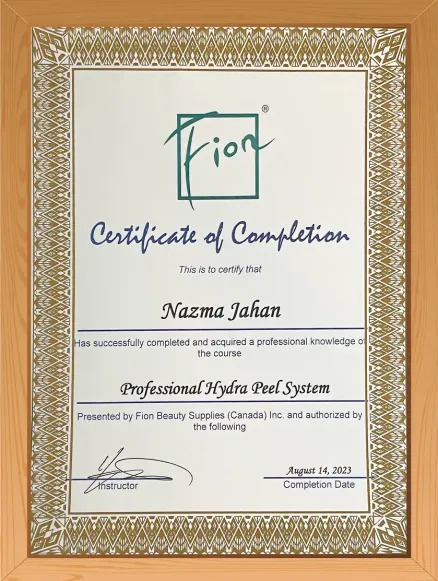 Fion®
Certificate of Completion
This is to certify that
Nazma Jahan
Has successfully completed and acquired a professional knowledge of
the course
Professional Hydra Peel System
Presented by Fion Beauty Supplies (Canada) Inc. and authorized by
the following
August 14, 2023
Instructor
Completion Date